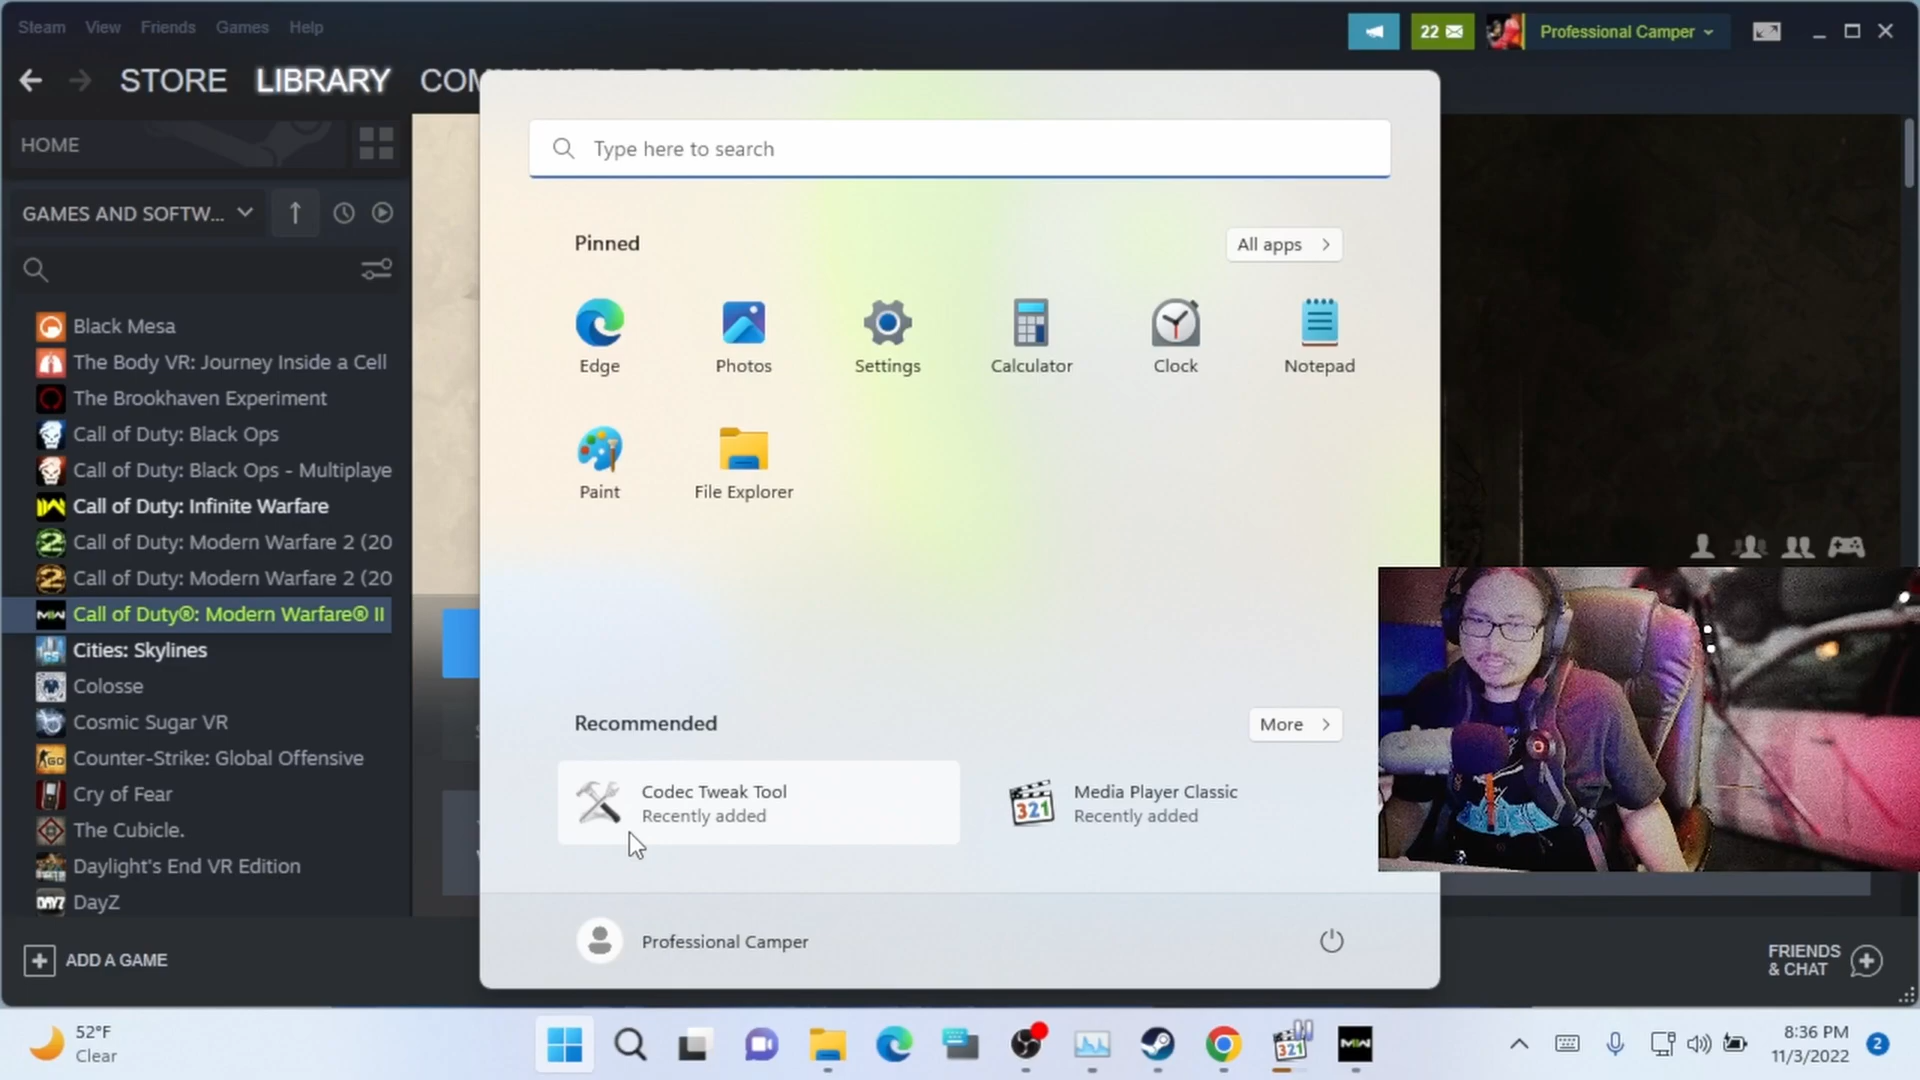 Steam View Friends Games Help
22
Professional Camper
STORE LIBRARY
HOME
GAMES AND SOFTW...
Black Mesa
The Body VR: Journey Inside a Cell
The Brookhaven Experiment
Call of Duty: Black Ops
Call of Duty: Black Ops - Multiplaye
Call of Duty: Infinite Warfare
Call of Duty: Modern Warfare 2 (20
Call of Duty: Modern Warfare 2 (20
Call of Duty®: Modern Warfare® II
Cities: Skylines
Colosse
Cosmic Sugar VR
Counter-Strike: Global Offensive
Cry of Fear
The Cubicle.
Daylight's End VR Edition
DayZ
ADD A GAME
Type here to search
Pinned
All apps
Edge
Photos
Settings
Calculator
Clock
Notepad
Paint
File Explorer
Recommended
More
Codec Tweak Tool
Recently added
321
Media Player Classic
Recently added
Professional Camper
FRIENDS
& CHAT
52°F
Clear
321
MW
8:36 PM
11/3/2022
2